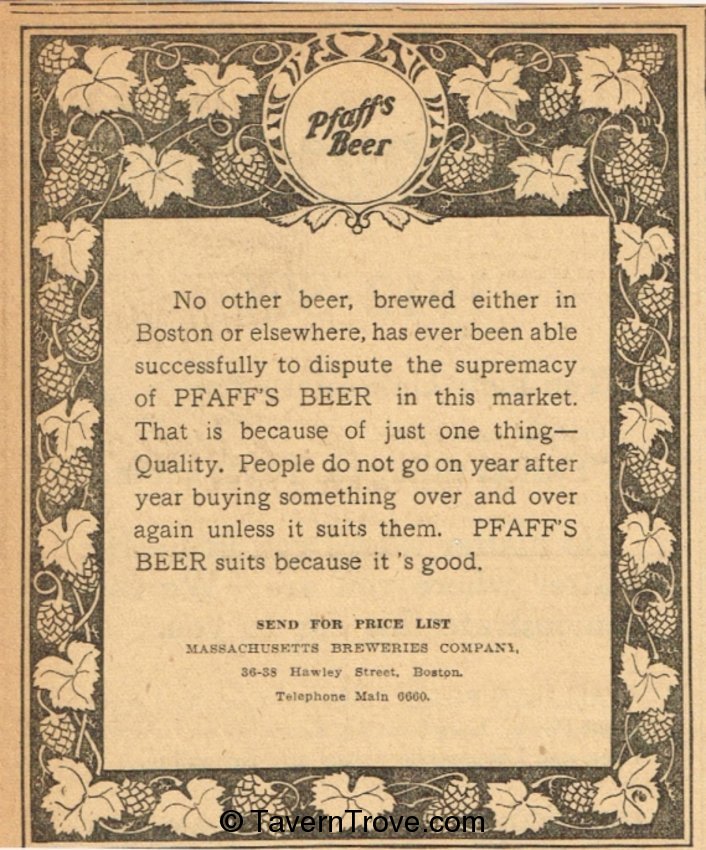 Pfaff's
Beer
No other beer, brewed either in
Boston or elsewhere, has ever been able
successfully to dispute the supremacy
of PFAFF'S BEER in this market.
That is because of just one thing—
Quality. People do not go on year after
year buying something over and over
again unless it suits them. PFAFF'S
BEER suits because it's good.
SEND FOR PRICE LIST
MASSACHUSETTS BREWERIES COMPANY,
36-38 Hawley Street, Boston.
Telephone Main 6660.
© TavernTrove.com